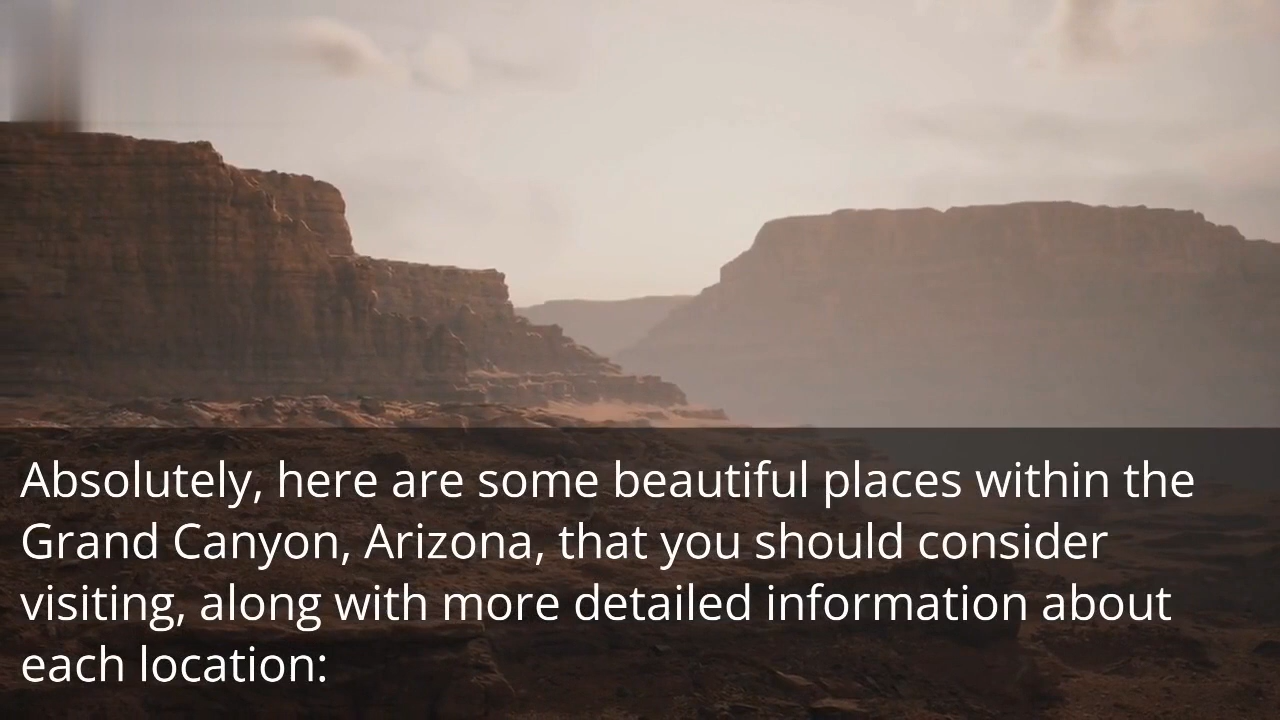 Absolutely, here are some beautiful places within the
Grand Canyon, Arizona, that you should consider
visiting, along with more detailed information about
each location: